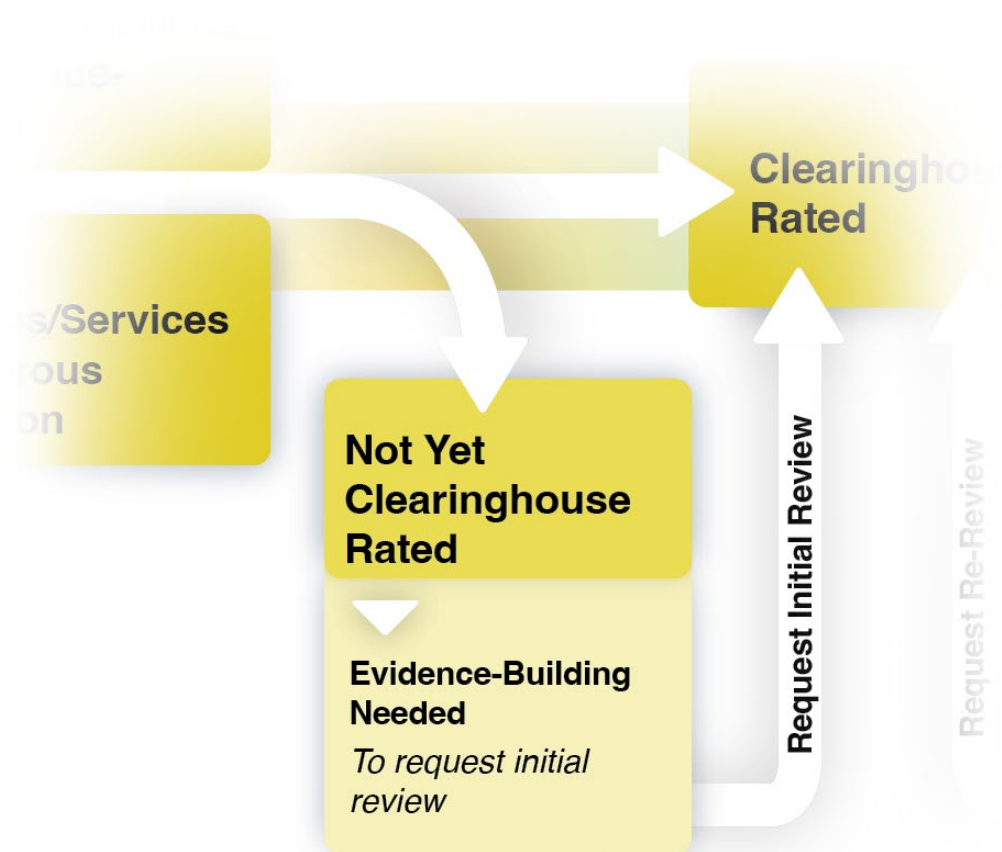 Clearingho
Rated
s/Services
rous
on
Not Yet
Clearinghouse
Rated
Evidence-Building
Needed
To request initial
review
Request Initial Review
Request Re-Review